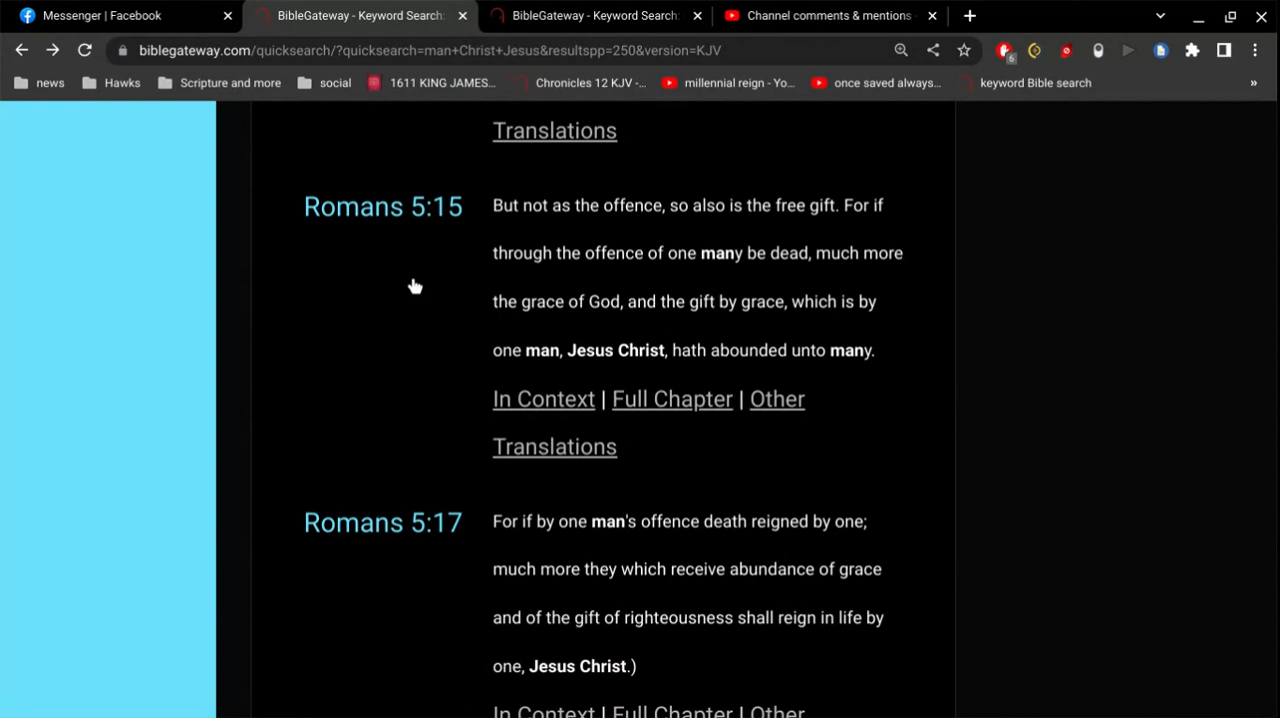 Messenger | Facebook
BibleGateway - Keyword Search:
BibleGateway - Keyword Search:
Channel comments & mentions -
biblegateway.com/quicksearch/?quicksearch=man+Christ+Jesus&resultspp=250&version=KJV
6
news
Hawks
Scripture and more
social
1611 KING JAMES...
Chronicles 12 KJV -...
millennial reign - Yo...
once saved always...
keyword Bible search
»
Translations
Romans 5:15
But not as the offence, so also is the free gift. For if
through the offence of one many be dead, much more
the grace of God, and the gift by grace, which is by
one man, Jesus Christ, hath abounded unto many.
In Context | Full Chapter | Other
Translations
Romans 5:17
For if by one man's offence death reigned by one;
much more they which receive abundance of grace
and of the gift of righteousness shall reign in life by
one, Jesus Christ.)
In Context | Full Chapter | Other